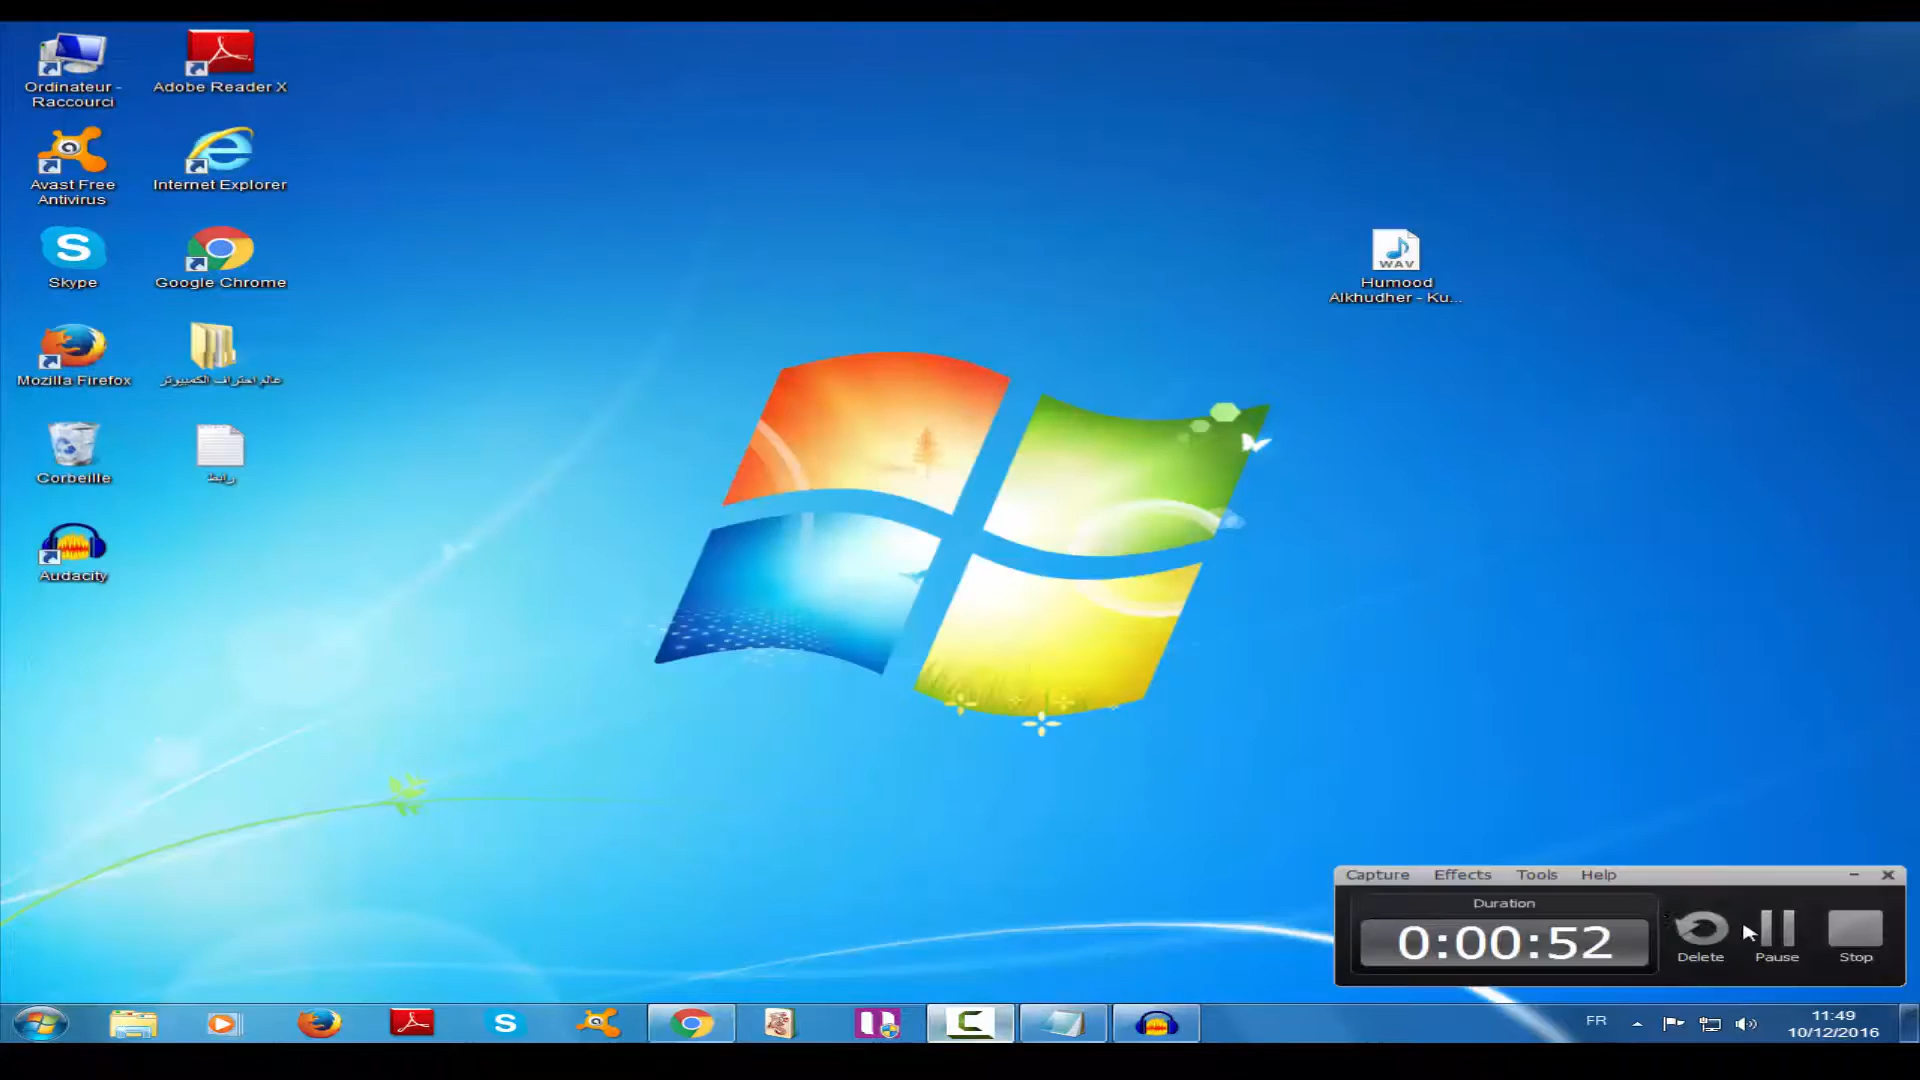 Ordinateur -
Raccourci
Adobe Reader X
Avast Free
Antivirus
Internet Explorer
Skype
Google Chrome
Mozilla Firefox
عالم احتراف الكمبيوتر
Corbeille
رابط
Audacity
WAV
Humood
Alkhudher - Ku...
Capture Effects Tools Help
Duration
0:00:52
Delete Pause Stop
FR
11:49
10/12/2016